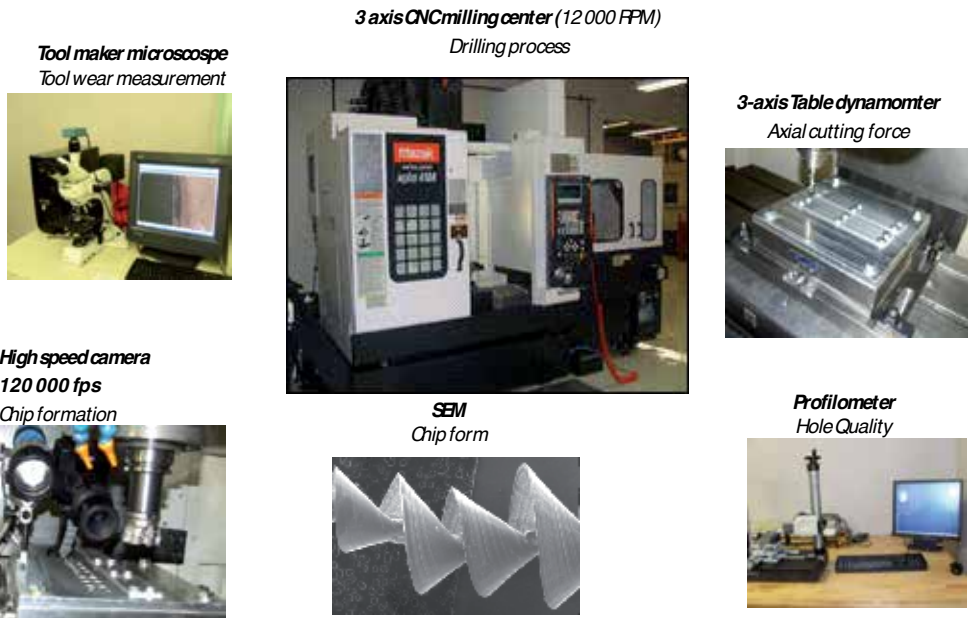 3 axis CNC milling center (12 000 RPM)
Drilling process
Tool maker microscospe
Tool wear measurement
3-axis Table dynamomter
Axial cutting force
High speed camera
120 000 fps
Chip formation
SEM
Chip form
Profilometer
Hole Quality
mazak